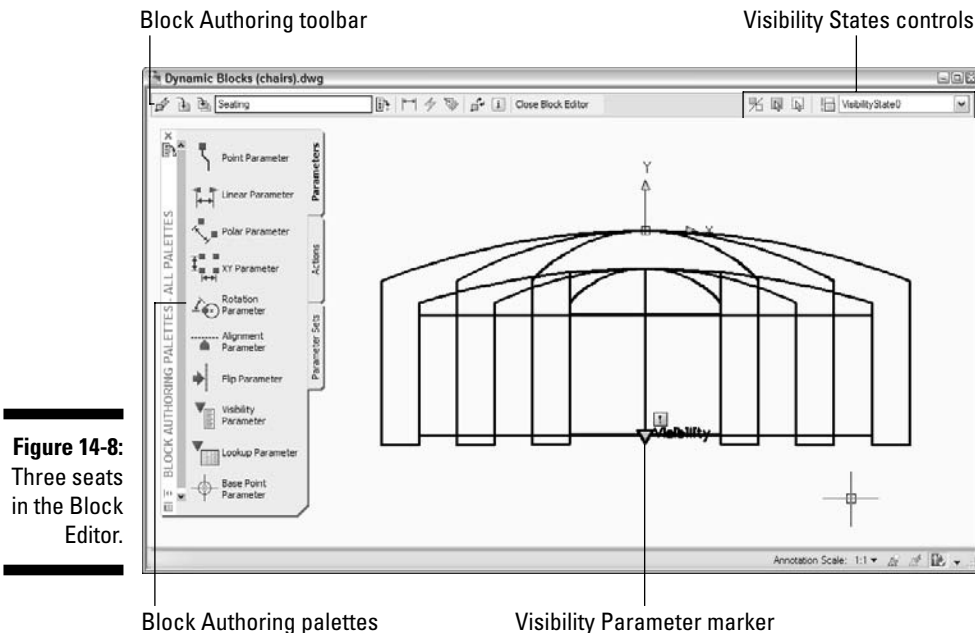 Block Authoring toolbar
Visibility States controls
Dynamic Blocks (chairs).dwg
Seating
Close Block Editor
VisibilityState0
BLOCK AUTHORING PALETTES - ALL PALETTES
Parameters
Actions
Parameter Sets
Point Parameter
Linear Parameter
Polar Parameter
XY Parameter
Rotation
Parameter
Alignment
Parameter
Flip Parameter
Visibility
Parameter
Lookup Parameter
Base Point
Parameter
Y
X
!
Visibility
Annotation Scale: 1:1
Figure 14-8:
Three seats
in the Block
Editor.
Block Authoring palettes
Visibility Parameter marker